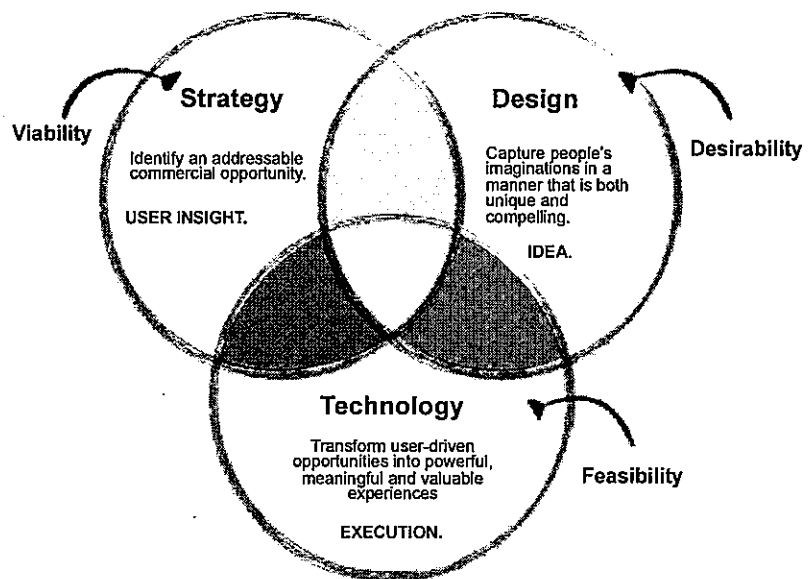 Strategy
Design
Viability
Desirability
Identify an addressable
commercial opportunity.
USER INSIGHT.
Capture people's
imaginations in a
manner that is both
unique and
compelling.
IDEA.
Technology
Transform user-driven
opportunities into powerful,
meaningful and valuable
experiences
EXECUTION.
Feasibility